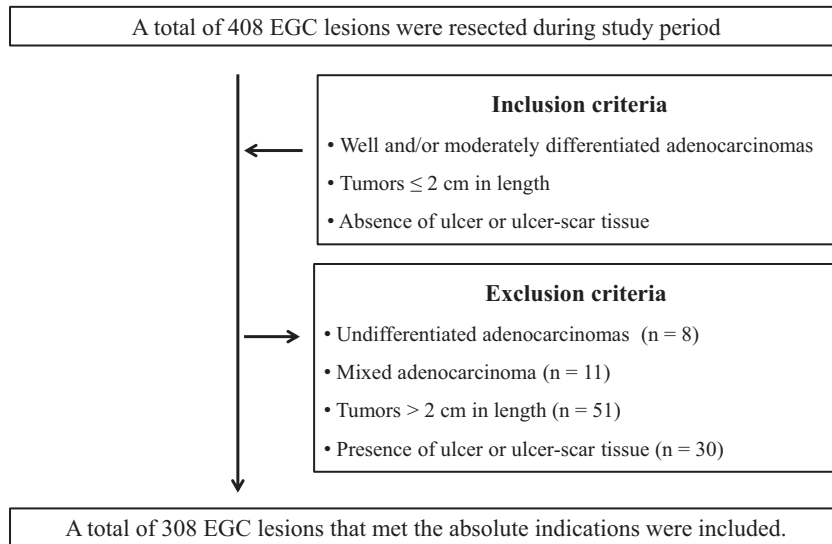 A total of 408 EGC lesions were resected during study period
Inclusion criteria
• Well and/or moderately differentiated adenocarcinomas
• Tumors ≤ 2 cm in length
• Absence of ulcer or ulcer-scar tissue
Exclusion criteria
• Undifferentiated adenocarcinomas (n = 8)
• Mixed adenocarcinoma (n = 11)
• Tumors > 2 cm in length (n = 51)
• Presence of ulcer or ulcer-scar tissue (n = 30)
A total of 308 EGC lesions that met the absolute indications were included.